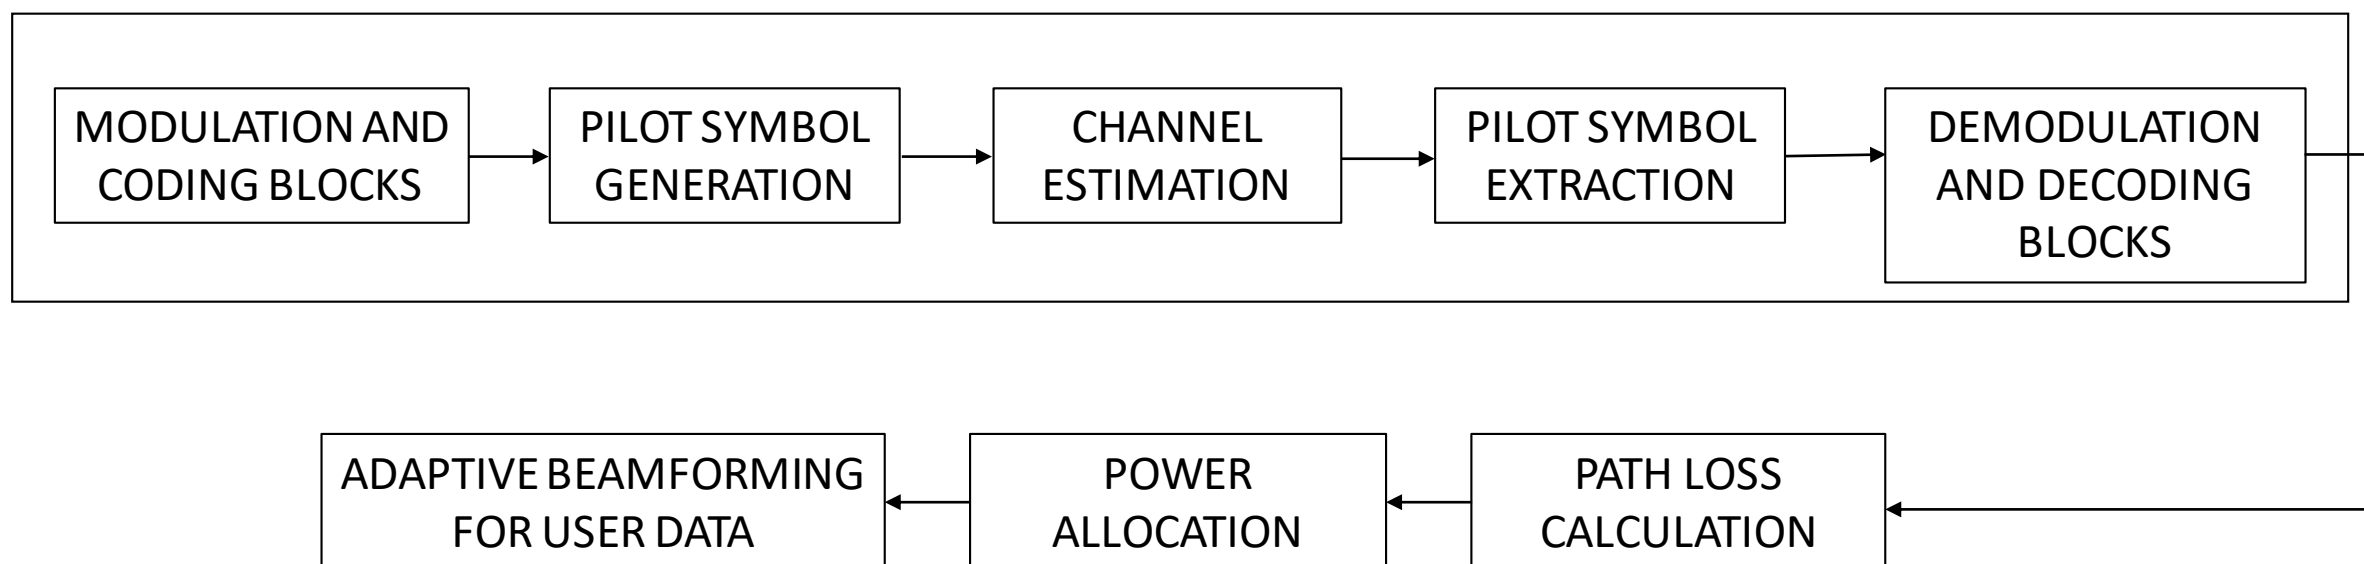 MODULATION AND
CODING BLOCKS
PILOT SYMBOL
GENERATION
CHANNEL
ESTIMATION
PILOT SYMBOL
EXTRACTION
DEMODULATION
AND DECODING
BLOCKS
ADAPTIVE BEAMFORMING
FOR USER DATA
POWER
ALLOCATION
PATH LOSS
CALCULATION